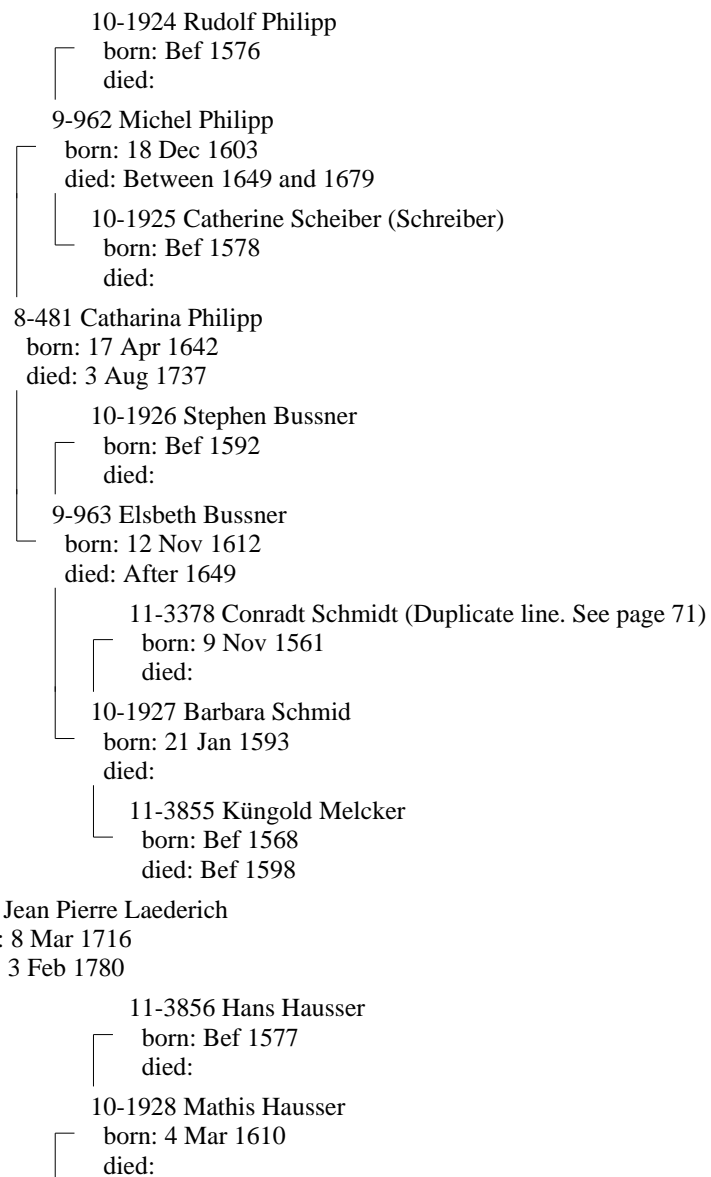 10-1924 Rudolf Philipp
born: Bef 1576
died:
9-962 Michel Philipp
born: 18 Dec 1603
died: Between 1649 and 1679
10-1925 Catherine Scheiber (Schreiber)
born: Bef 1578
died:
8-481 Catharina Philipp
born: 17 Apr 1642
died: 3 Aug 1737
10-1926 Stephen Bussner
born: Bef 1592
died:
9-963 Elsbeth Bussner
born: 12 Nov 1612
died: After 1649
11-3378 Conradt Schmidt (Duplicate line. See page 71)
born: 9 Nov 1561
died:
10-1927 Barbara Schmid
born: 21 Jan 1593
died:
11-3855 Küngold Melcker
born: Bef 1568
died: Bef 1598
Jean Pierre Laederich
: 8 Mar 1716
3 Feb 1780
11-3856 Hans Hausser
born: Bef 1577
died:
10-1928 Mathis Hausser
born: 4 Mar 1610
died: